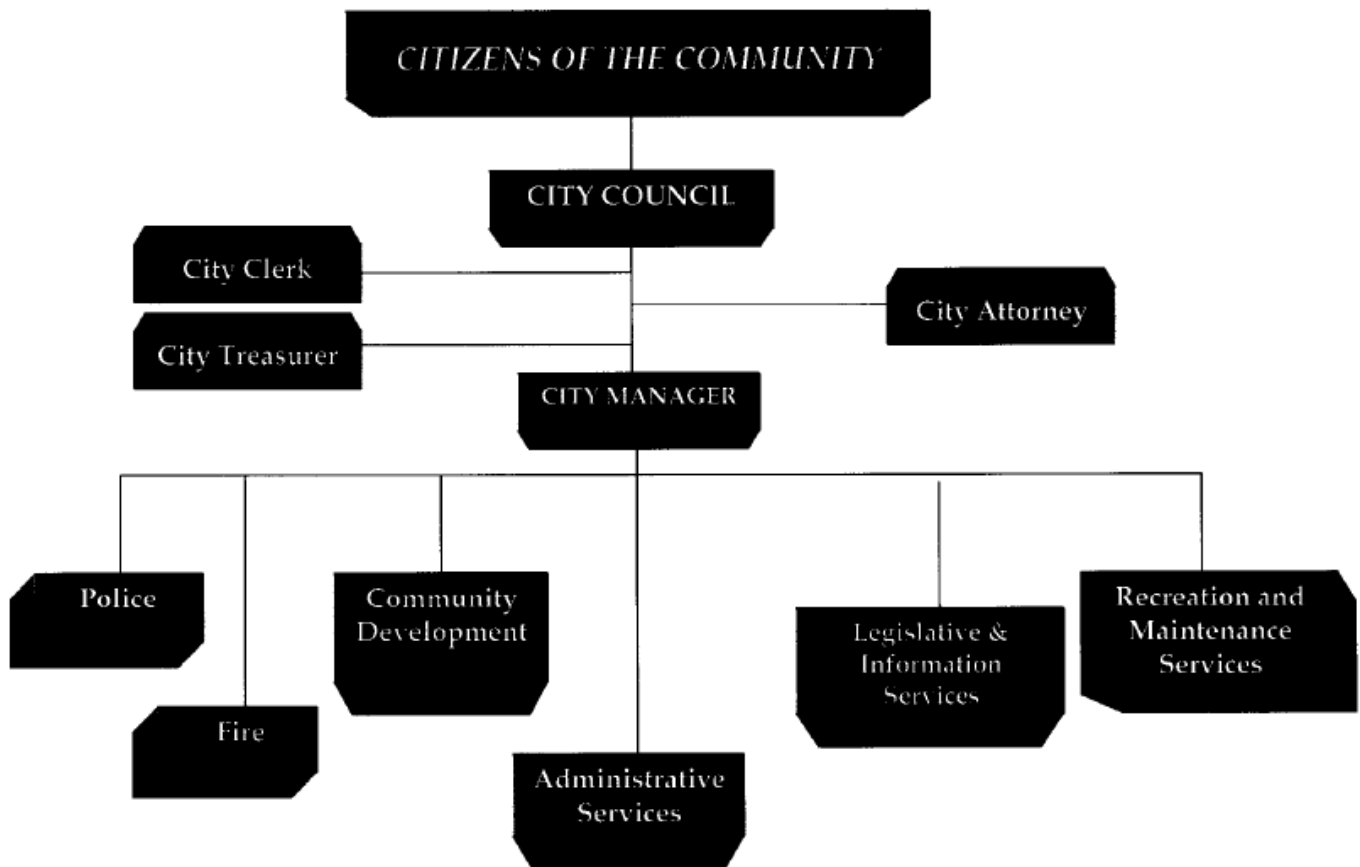 CITIZENS OF THE COMMUNITY
CITY COUNCIL
City Clerk
City Attorney
City Treasurer
CITY MANAGER
Police
Community
Development
Legislative &
Information
Services
Recreation and
Maintenance
Services
Fire
Administrative
Services